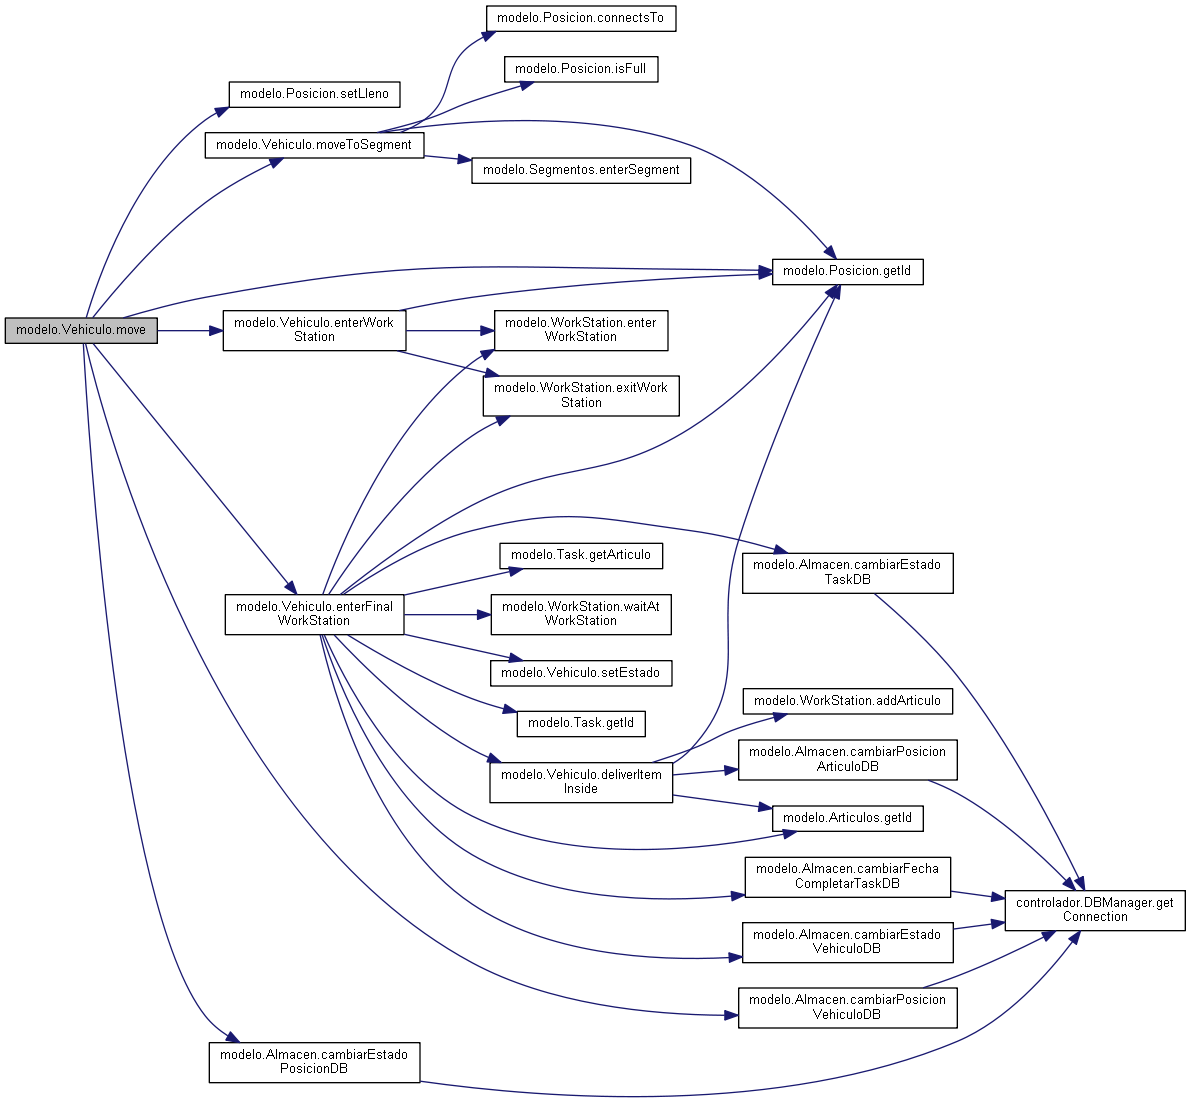 modelo.Posicion.connectsTo
modelo.Posicion.isFull
modelo.Posicion.setLleno
modelo.Vehiculo.moveToSegment
modelo.Segmentos.enterSegment
modelo.Posicion.getId
modelo.Vehiculo.move
modelo.Vehiculo.enterWork
Station
modelo.WorkStation.enter
WorkStation
modelo.WorkStation.exitWork
Station
modelo.Task.getArticulo
modelo.Almacen.cambiarEstado
TaskDB
modelo.Vehiculo.enterFinal
WorkStation
modelo.WorkStation.waitAt
WorkStation
modelo.Vehiculo.setEstado
modelo.WorkStation.addArticulo
modelo.Task.getId
modelo.Almacen.cambiarPosicion
ArticuloDB
modelo.Vehiculo.deliverItem
Inside
modelo.Articulos.getId
modelo.Almacen.cambiarFecha
CompletarTaskDB
controlador.DBManager.get
Connection
modelo.Almacen.cambiarEstado
VehiculoDB
modelo.Almacen.cambiarPosicion
VehiculoDB
modelo.Almacen.cambiarEstado
PosicionDB